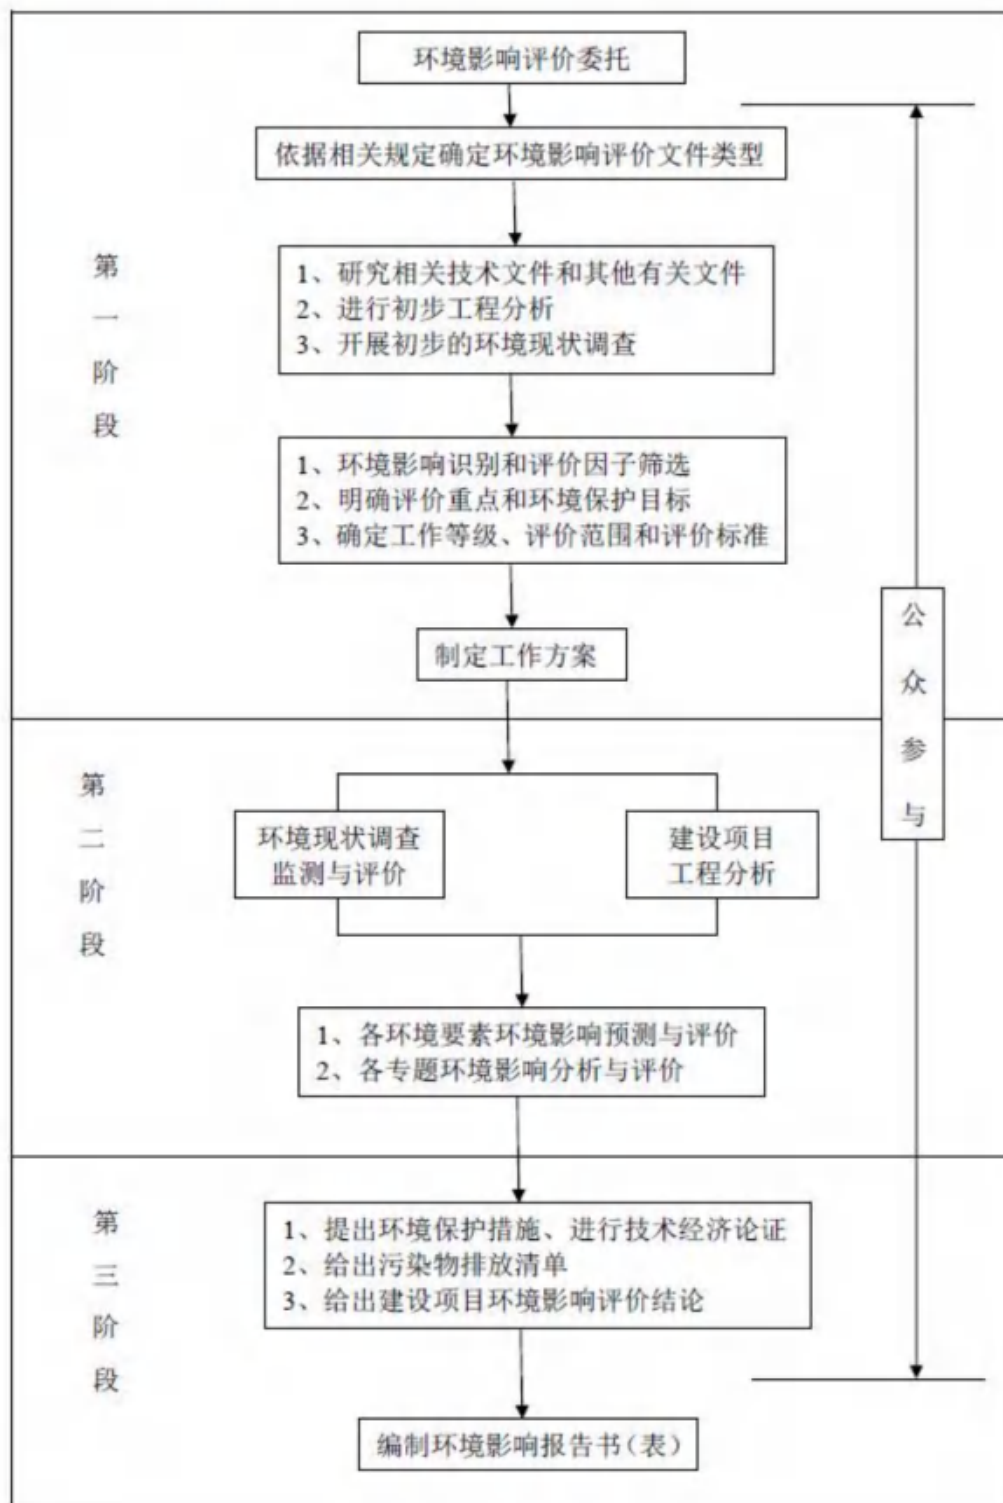 环境影响评价委托
依据相关规定确定环境影响评价文件类型
第一阶段
1、研究相关技术文件和其他有关文件
2、进行初步工程分析
3、开展初步的环境现状调查
1、环境影响识别和评价因子筛选
2、明确评价重点和环境保护目标
3、确定工作等级、评价范围和评价标准
制定工作方案
公众参与
第二阶段
环境现状调查
监测与评价
建设项目
工程分析
1、各环境要素环境影响预测与评价
2、各专题环境影响分析与评价
第三阶段
1、提出环境保护措施、进行技术经济论证
2、给出污染物排放清单
3、给出建设项目环境影响评价结论
编制环境影响报告书（表）